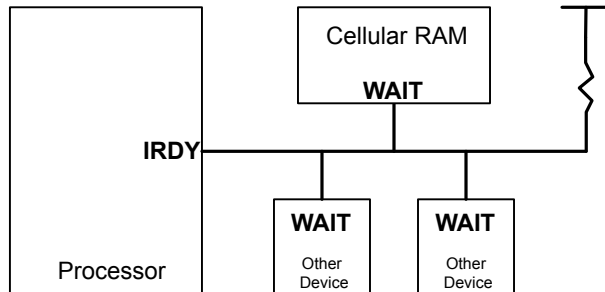 Cellular RAM
WAIT
IRDY
WAIT
Other
Device
WAIT
Other
Device
Processor